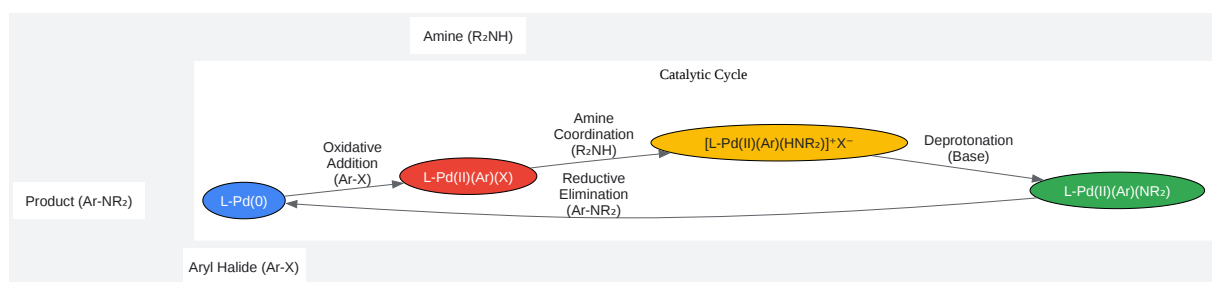 Amine (R₂NH)
Catalytic Cycle
Oxidative
Addition
(Ar-X)
Amine
Coordination
(R₂NH)
[L-Pd(II)(Ar)(HNR₂)]⁺X⁻
Deprotonation
(Base)
L-Pd(0)
L-Pd(II)(Ar)(X)
Reductive
Elimination
(Ar-NR₂)
L-Pd(II)(Ar)(NR₂)
Product (Ar-NR₂)
Aryl Halide (Ar-X)